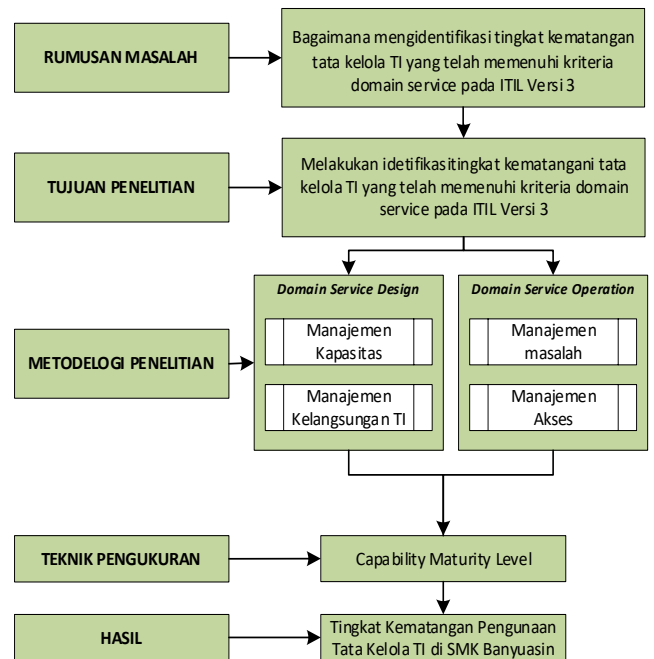 RUMUSAN MASALAH
Bagaimana mengidentifikasi tingkat kematangan
tata kelola TI yang telah memenuhi kriteria
domain service pada ITIL Versi 3
TUJUAN PENELITIAN
Melakukan idetifikasitingkat kematangani tata
kelola TI yang telah memenuhi kriteria domain
service pada ITIL Versi 3
METODELOGI PENELITIAN
Domain Service Design
Manajemen
Kapasitas
Manajemen
Kelangsungan TI
Domain Service Operation
Manajemen
masalah
Manajemen
Akses
TEKNIK PENGUKURAN
Capability Maturity Level
HASIL
Tingkat Kematangan Pengunaan
Tata Kelola TI di SMK Banyuasin